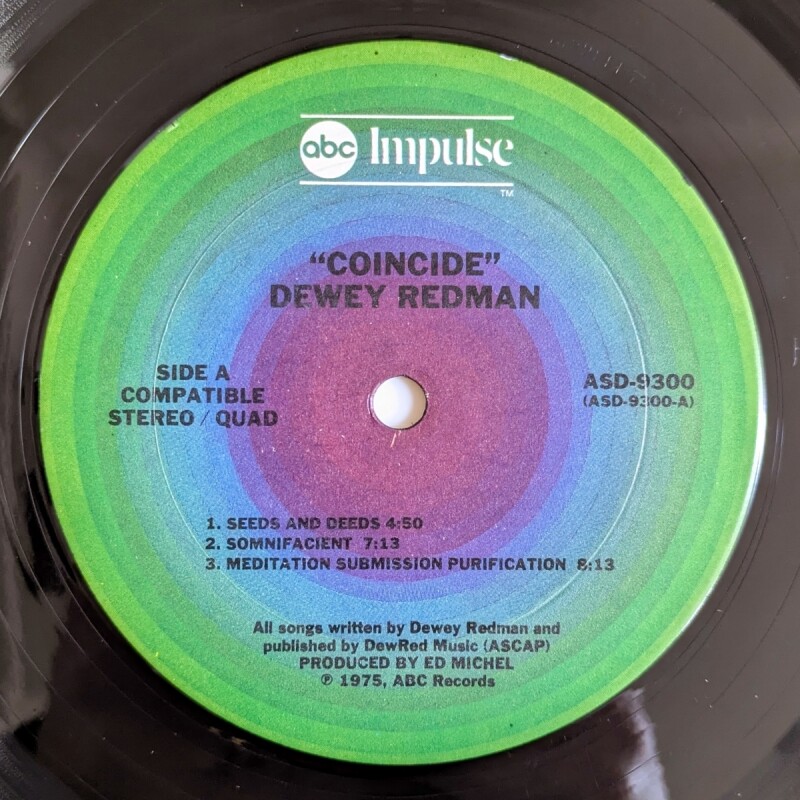 abc Impulse
TM
"COINCIDE"
DEWEY REDMAN
SIDE A
COMPATIBLE
STEREO / QUAD
ASD-9300
(ASD-9300-A)
1. SEEDS AND DEEDS 4:50
2. SOMNIFACIENT 7:13
3. MEDITATION SUBMISSION PURIFICATION 8:13
All songs written by Dewey Redman and
published by DewRed Music (ASCAP)
PRODUCED BY ED MICHEL
℗ 1975, ABC Records